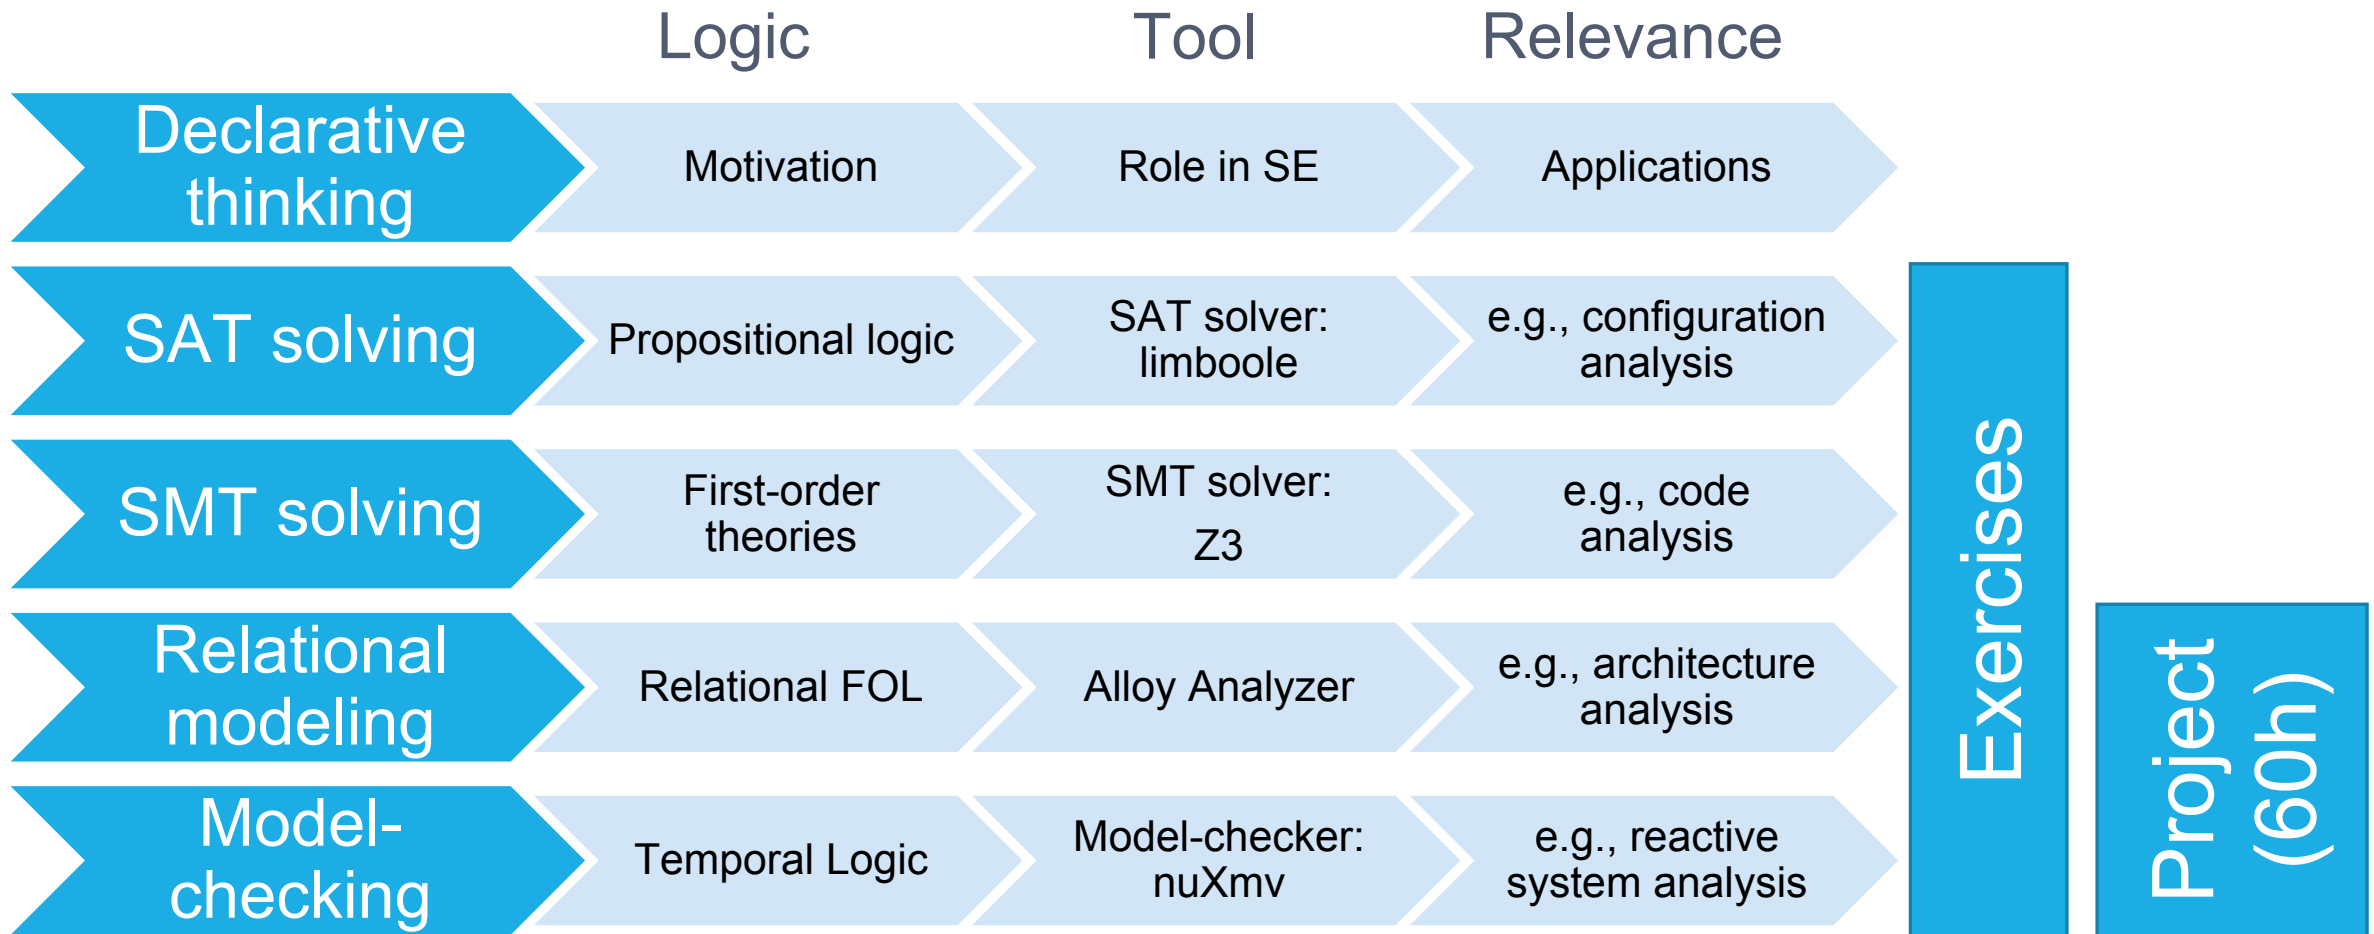 Logic
Tool
Relevance
Declarative
thinking
Motivation
Role in SE
Applications
SAT solving
Propositional logic
SAT solver:
limboole
e.g., configuration
analysis
SMT solving
First-order
theories
SMT solver:
Z3
e.g., code
analysis
Relational
modeling
Relational FOL
Alloy Analyzer
e.g., architecture
analysis
Model-
checking
Temporal Logic
Model-checker:
nuXmv
e.g., reactive
system analysis
Exercises
Project
(60h)